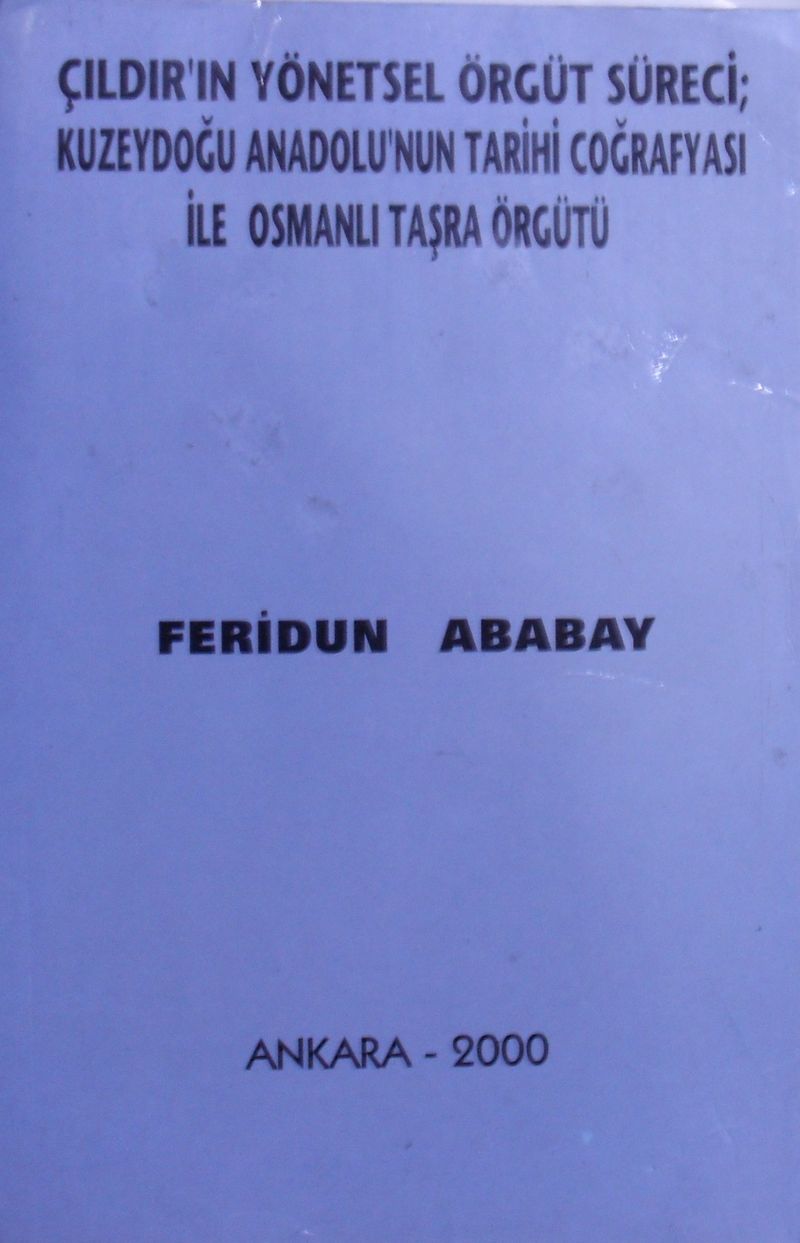 ÇILDIR'IN YÖNETSEL ÖRGÜT SÜRECİ;
KUZEYDOĞU ANADOLU'NUN TARİHİ COĞRAFYASI
İLE OSMANLI TAŞRA ÖRGÜTÜ
FERİDUN ABABAY
ANKARA - 2000